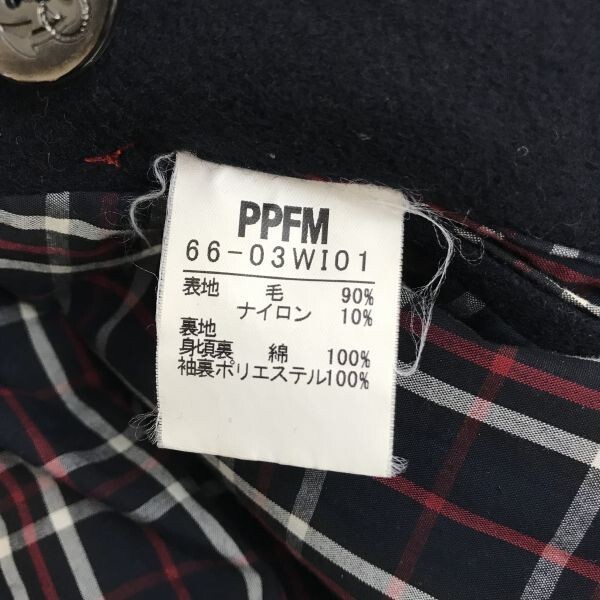 PPFM
66-03WI01
表地 毛 90%
ナイロン 10%
裏地
身頃裏 綿 100%
袖裏ポリエステル100%